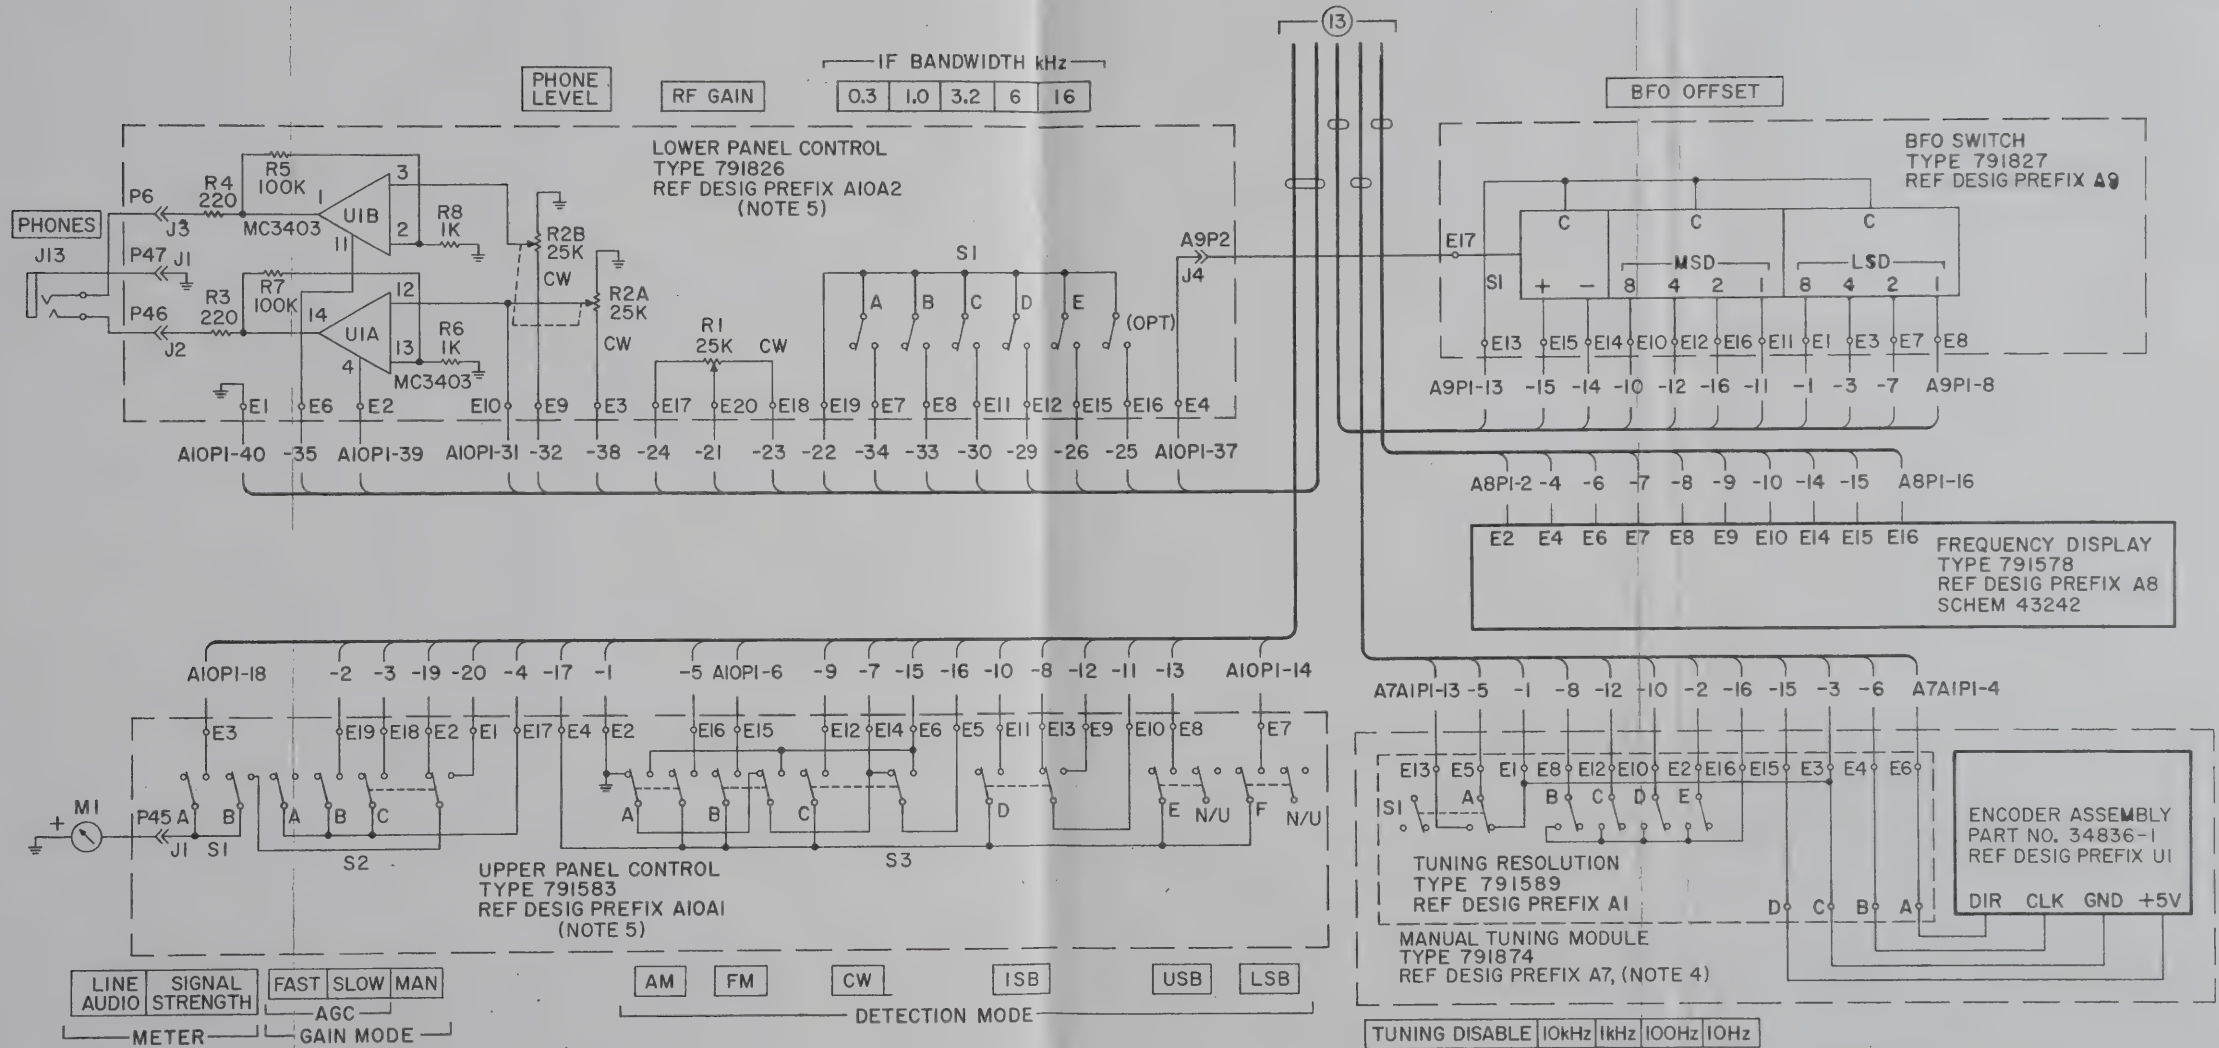 13
IF BANDWIDTH kHz
PHONE LEVEL
RF GAIN
0.3 1.0 3.2 6 16
BFO OFFSET
LOWER PANEL CONTROL
TYPE 791826
REF DESIG PREFIX A10A2
(NOTE 5)
PHONES
J13
P6
J3
P47 J1
P46
J2
R4
220
R5
100K
1
3
U1B
MC3403
2
11
R8
1K
R3
220
R7
100K
14
12
U1A
13
4
MC3403
R6
1K
R2B
25K
CW
R2A
25K
CW
R1
25K
CW
S1
A B C D E (OPT)
A9P2
J4
E1 E6 E2 E10 E9 E3 E17 E20 E18 E19 E7 E8 E11 E12 E15 E16 E4
A10P1-40 -35 A10P1-39 A10P1-31 -32 -38 -24 -21 -23 -22 -34 -33 -30 -29 -26 -25 A10P1-37
BFO SWITCH
TYPE 791827
REF DESIG PREFIX A9
E17
C C C
MSD LSD
S1 + - 8 4 2 1 8 4 2 1
E13 E15 E14 E10 E12 E16 E11 E1 E3 E7 E8
A9P1-13 -15 -14 -10 -12 -16 -11 -1 -3 -7 A9P1-8
A8P1-2 -4 -6 -7 -8 -9 -10 -14 -15 A8P1-16
E2 E4 E6 E7 E8 E9 E10 E14 E15 E16
FREQUENCY DISPLAY
TYPE 791578
REF DESIG PREFIX A8
SCHEM 43242
A10P1-18 -2 -3 -19 -20 -4 -17 -1 -5 A10P1-6 -9 -7 -15 -16 -10 -8 -12 -11 -13 A10P1-14
E3 E19 E18 E2 E1 E17 E4 E2 E16 E15 E12 E14 E6 E5 E11 E13 E9 E10 E8 E7
+ M1
P45
J1
A B
S1
A B C
S2
A B C D E N/U F N/U
S3
UPPER PANEL CONTROL
TYPE 791583
REF DESIG PREFIX A10A1
(NOTE 5)
LINE AUDIO
SIGNAL STRENGTH
METER
FAST SLOW MAN
AGC
GAIN MODE
AM FM CW ISB USB LSB
DETECTION MODE
A7A1P1-13 -5 -1 -8 -12 -10 -2 -16 -15 -3 -6 A7A1P1-4
E13 E5 E1 E8 E12 E10 E2 E16 E15 E3 E4 E6
S1 A B C D E
TUNING RESOLUTION
TYPE 791589
REF DESIG PREFIX A1
D C B A
ENCODER ASSEMBLY
PART NO. 34836-1
REF DESIG PREFIX U1
DIR CLK GND +5V
MANUAL TUNING MODULE
TYPE 791874
REF DESIG PREFIX A7, (NOTE 4)
TUNING DISABLE 10kHz 1kHz 100Hz 10Hz